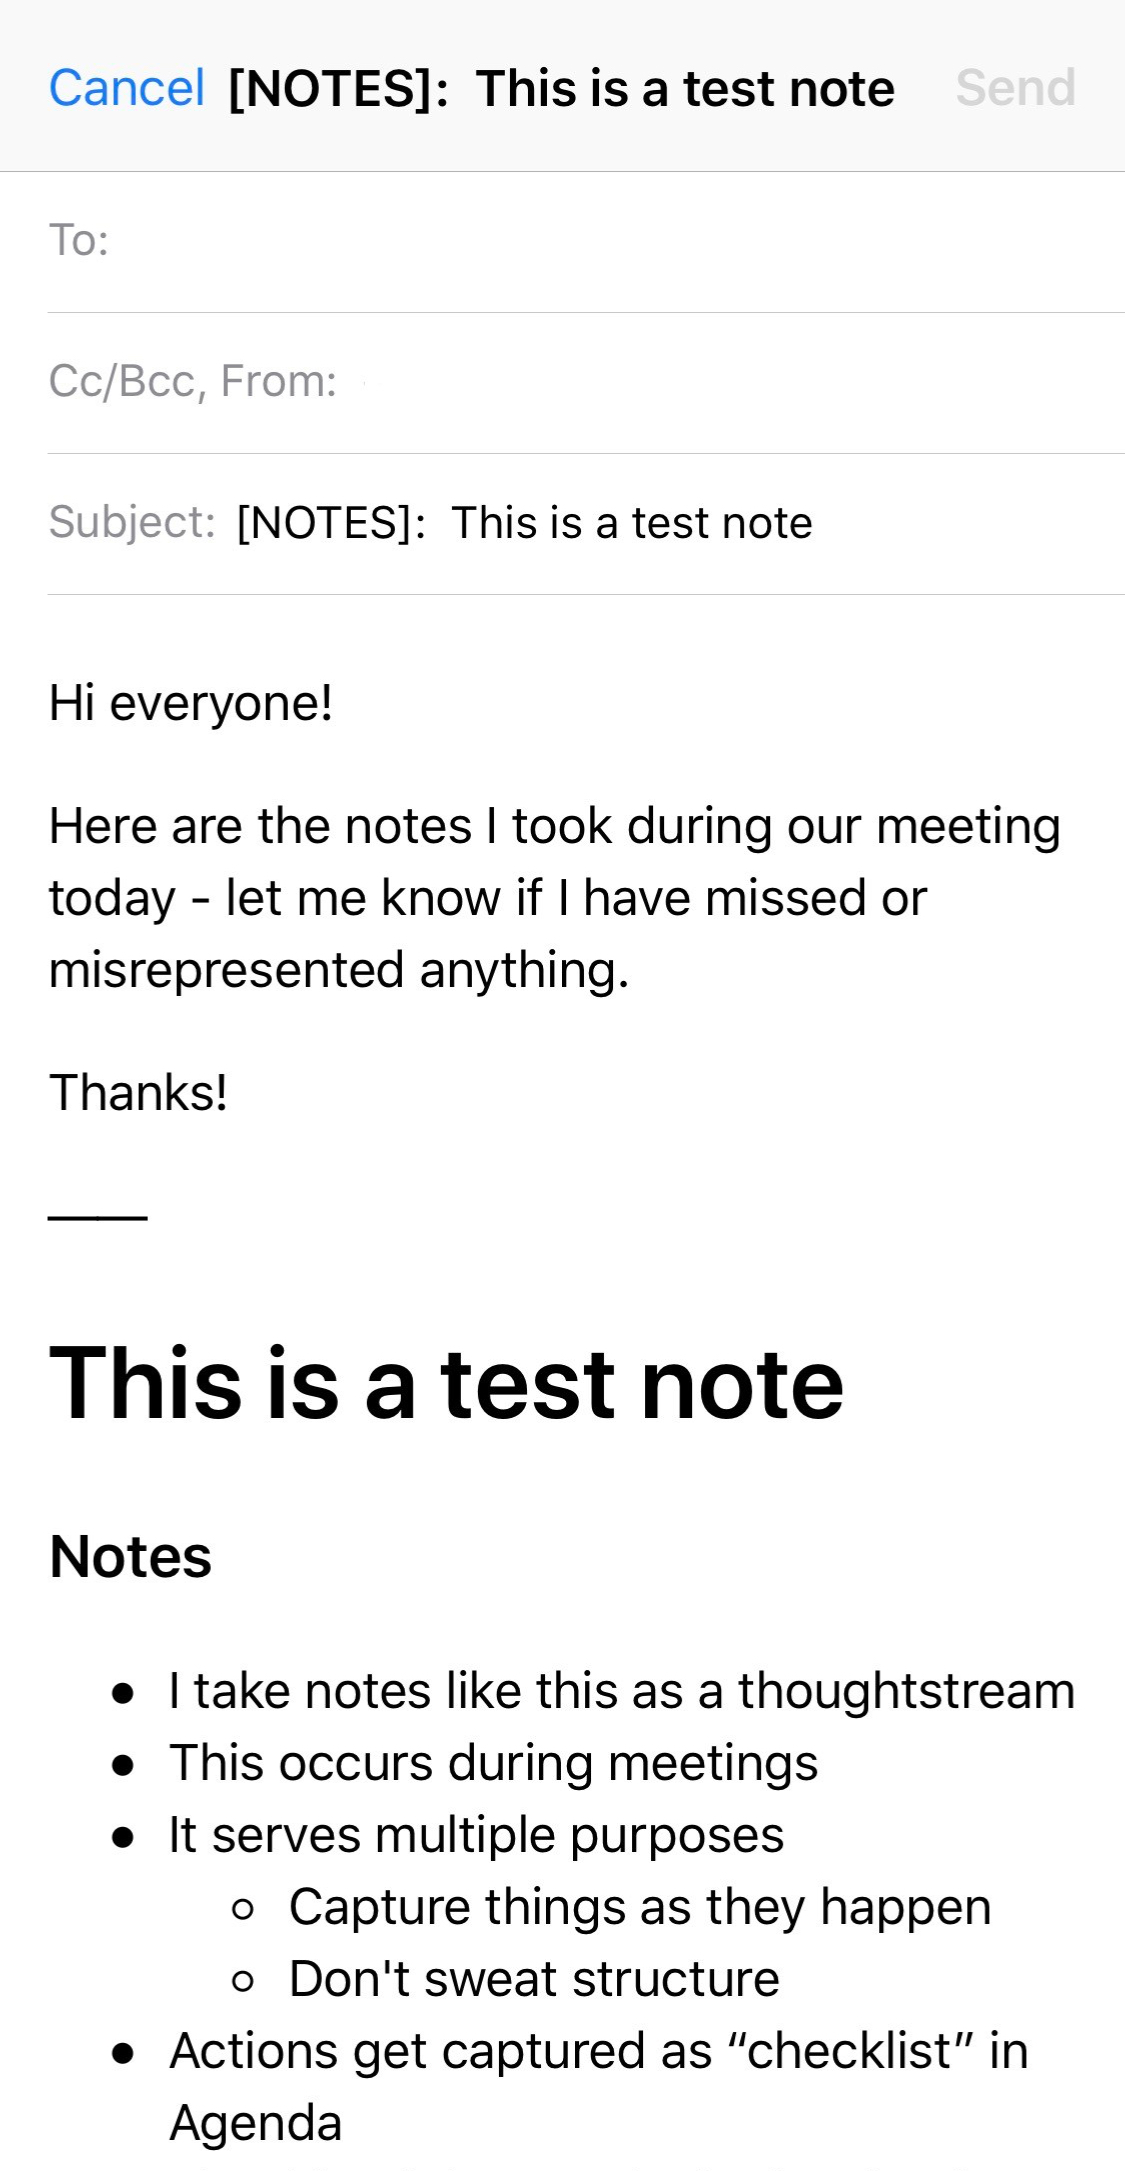 Cancel [NOTES]: This is a test note Send
To:
Cc/Bcc, From:
Subject: [NOTES]: This is a test note
Hi everyone!
Here are the notes I took during our meeting
today - let me know if I have missed or
misrepresented anything.
Thanks!
——
This is a test note
Notes
• I take notes like this as a thoughtstream
• This occurs during meetings
• It serves multiple purposes
◦ Capture things as they happen
◦ Don't sweat structure
• Actions get captured as “checklist” in
Agenda